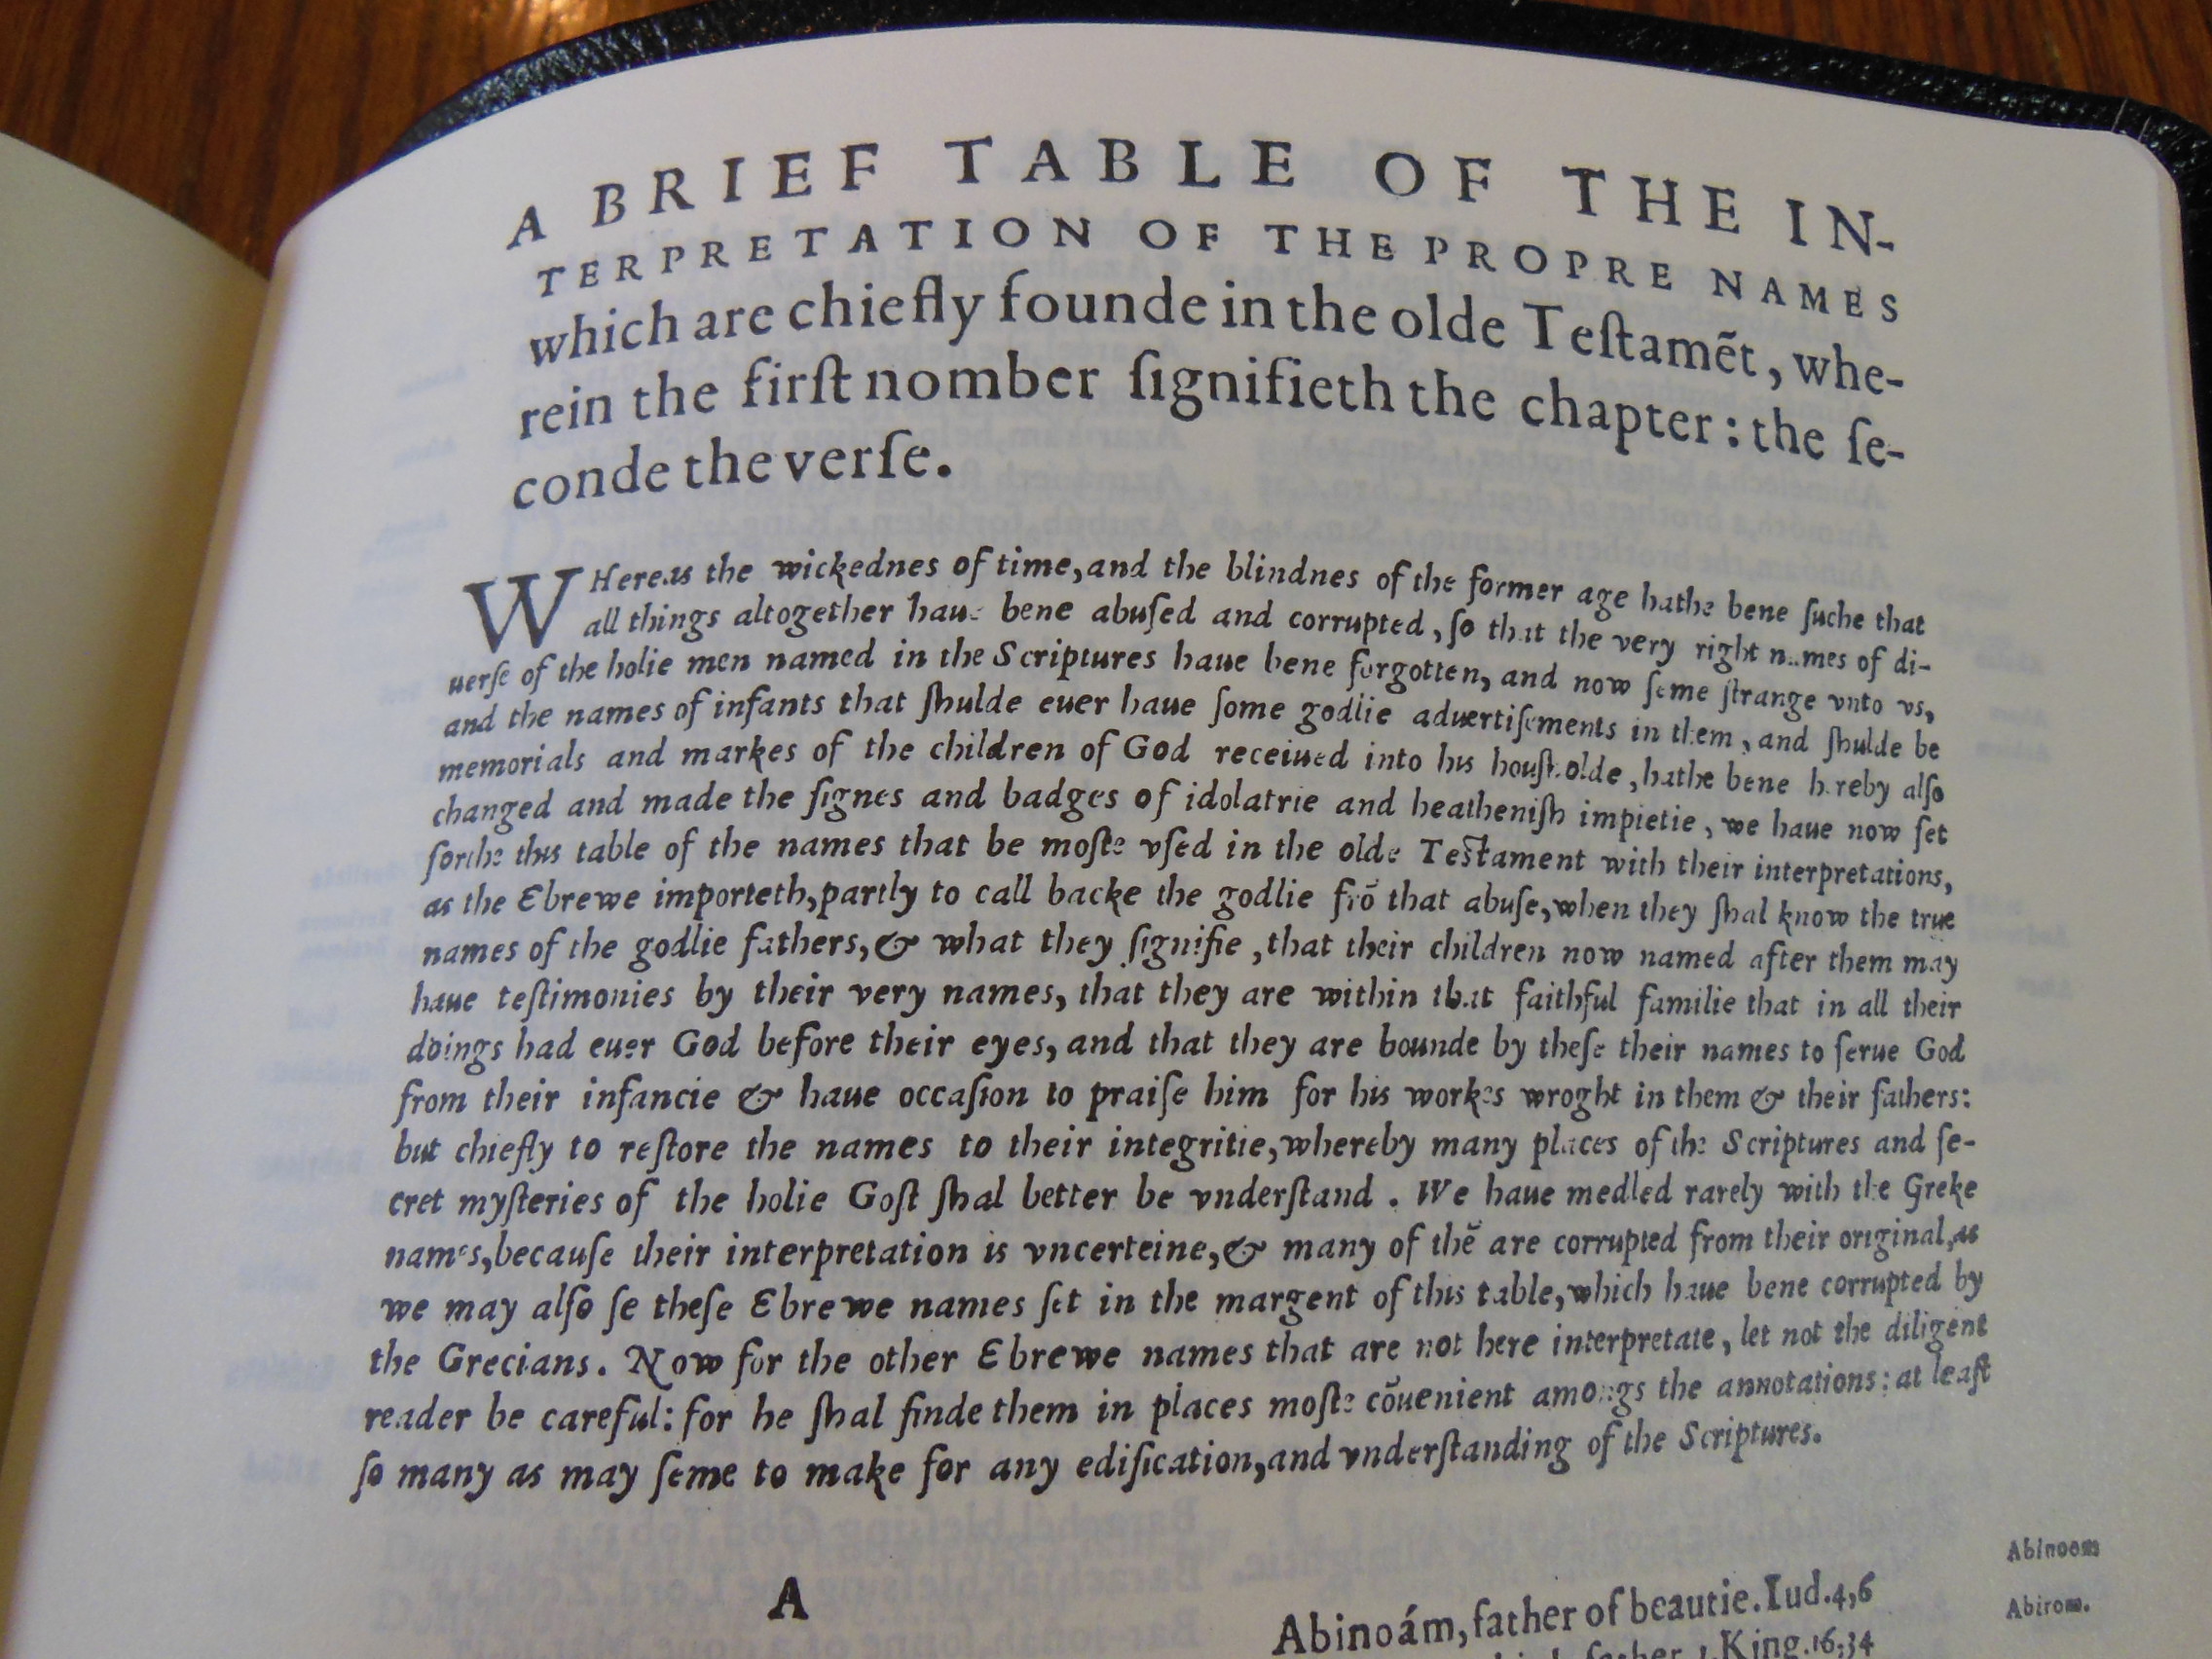 A BRIEF TABLE OF THE IN-
TERPRETATION OF THE PROPRE NAMES
which are chiefly founde in the olde Teſtamẽt, whe-
rein the firſt nomber ſignifieth the chapter: the ſe-
conde the verſe.
WHereas the wickednes of time, and the blindnes of the former age hathe bene ſuche that
all things altogether haue bene abuſed and corrupted, ſo that the very right names of di-
uerſe of the holie men named in the Scriptures haue bene forgotten, and now ſeme ſtrange vnto vs,
and the names of infants that ſhulde euer haue ſome godlie aduertiſements in them, and ſhulde be
memorials and markes of the children of God receiued into his houſholde, hathe bene hereby alſo
changed and made the ſignes and badges of idolatrie and heatheniſh impietie, we haue now ſet
forthe this table of the names that be moſte vſed in the olde Teſtament with their interpretations,
as the Ebrewe importeth, partly to call backe the godlie frõ that abuſe, when they ſhal know the true
names of the godlie fathers, & what they ſignifie, that their children now named after them may
haue teſtimonies by their very names, that they are within that faithful familie that in all their
doings had euer God before their eyes, and that they are bounde by theſe their names to ſerue God
from their infancie & haue occaſion to praiſe him for his workes wroght in them & their fathers:
but chiefly to reſtore the names to their integritie, whereby many places of the Scriptures and ſe-
cret myſteries of the holie Goſt ſhal better be vnderſtand. We haue medled rarely with the Greke
names, becauſe their interpretation is vncerteine, & many of thẽ are corrupted from their original, as
we may alſo ſe theſe Ebrewe names ſet in the margent of this table, which haue bene corrupted by
the Grecians. Now for the other Ebrewe names that are not here interpretate, let not the diligent
reader be careful: for he ſhal finde them in places moſte cõuenient amongs the annotations: at leaſt
ſo many as may ſeme to make for any edification, and vnderſtanding of the Scriptures.
A
Abinoám, father of beautie. Iud. 4,6
father 1. King. 16,34
Abinoem
Abirom.